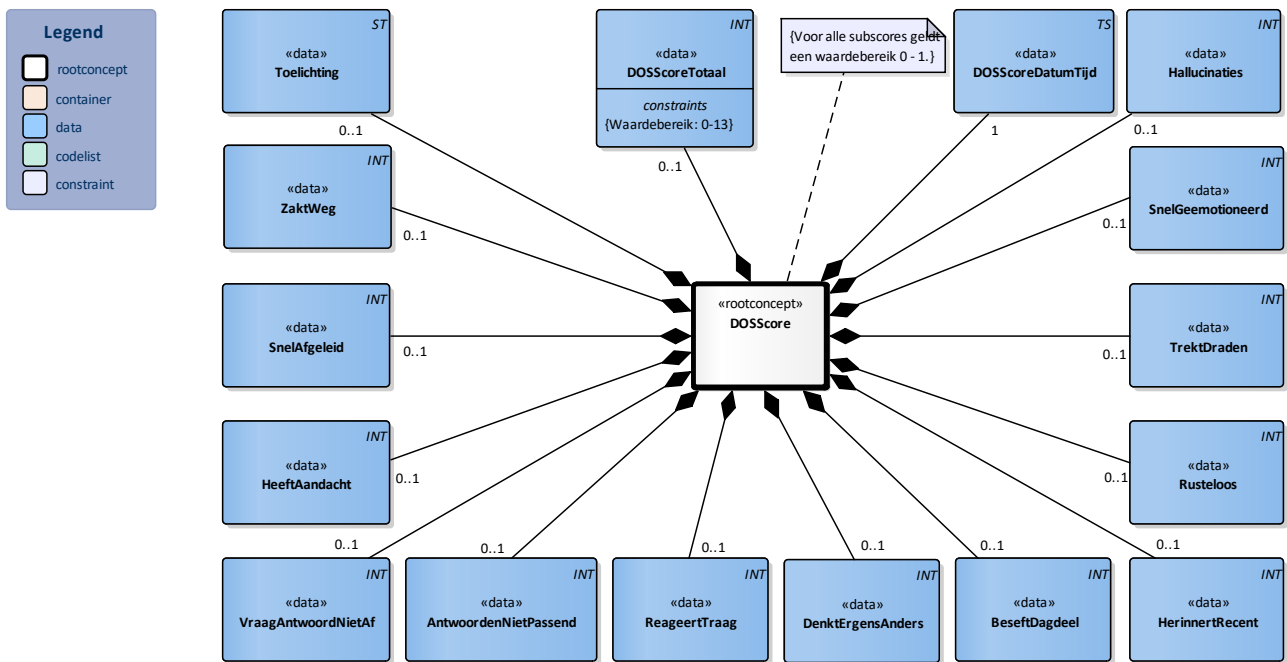 Legend
rootconcept
container
data
codelist
constraint
ST
«data»
Toelichting
0..1
INT
«data»
DOSScoreTotaal
constraints
{Waardebereik: 0-13}
0..1
{Voor alle subscores geldt
een waardebereik 0 - 1.}
TS
«data»
DOSScoreDatumTijd
1
INT
«data»
Hallucinaties
0..1
INT
«data»
ZaktWeg
0..1
INT
«data»
SnelGeemotioneerd
0..1
«rootconcept»
DOSScore
INT
«data»
SnelAfgeleid
0..1
INT
«data»
TrektDraden
0..1
INT
«data»
HeeftAandacht
0..1
INT
«data»
Rusteloos
0..1
0..1
INT
«data»
VraagAntwoordNietAf
0..1
INT
«data»
AntwoordenNietPassend
0..1
INT
«data»
ReageertTraag
0..1
INT
«data»
DenktErgensAnders
0..1
INT
«data»
BeseftDagdeel
0..1
INT
«data»
HerinnertRecent